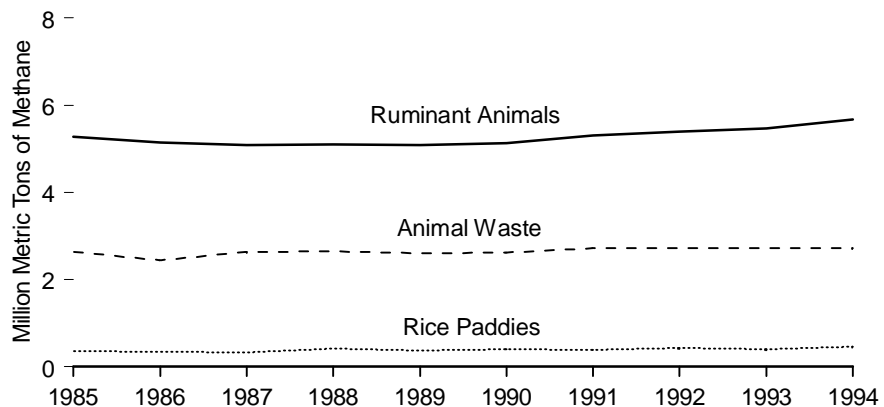 Million Metric Tons of Methane
8
6
4
2
0
Ruminant Animals
Animal Waste
Rice Paddies
1985 1986 1987 1988 1989 1990 1991 1992 1993 1994